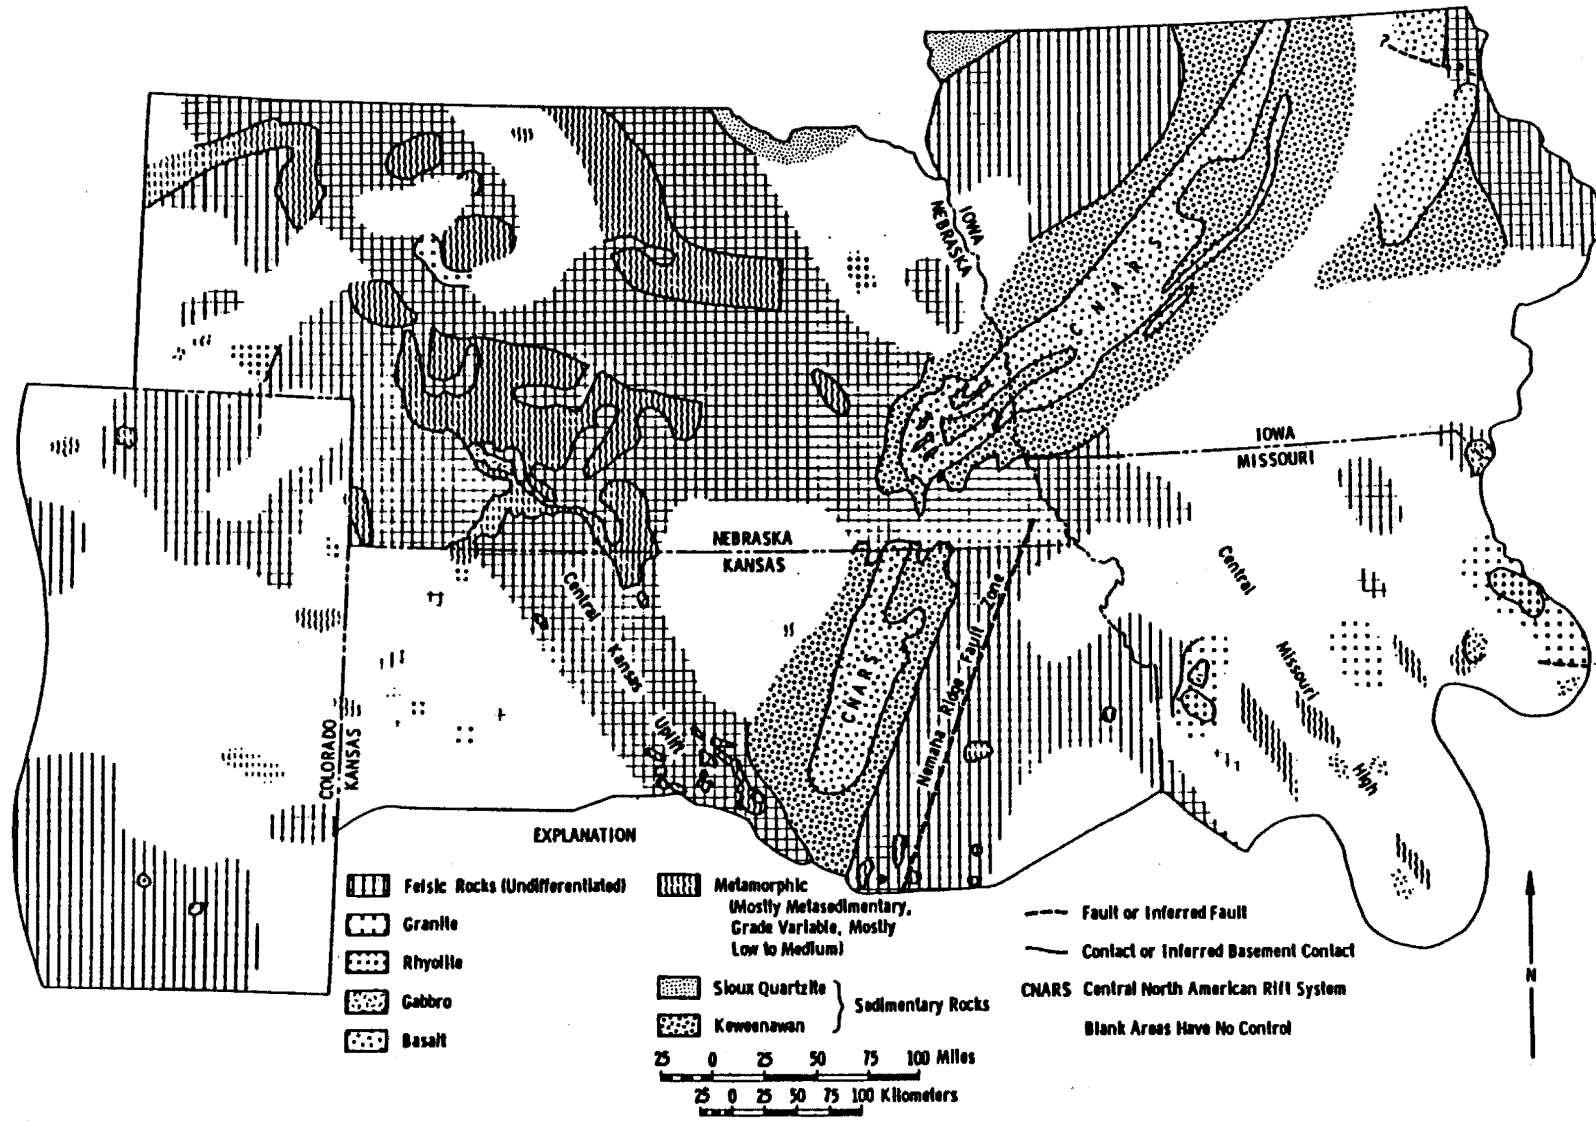 ?
IOWA
NEBRASKA
CNARS
IOWA
MISSOURI
NEBRASKA
KANSAS
Central
Kansas
Uplift
CNARS
Nemaha Ridge Fault Zone
Central
Missouri
High
COLORADO
KANSAS
EXPLANATION
Felsic Rocks (Undifferentiated)
Granite
Rhyolite
Gabbro
Basalt
Metamorphic
(Mostly Metasedimentary,
Grade Variable, Mostly
Low to Medium)
Sioux Quartzite
Keweenawan
Sedimentary Rocks
Fault or Inferred Fault
Contact or Inferred Basement Contact
CNARS Central North American Rift System
Blank Areas Have No Control
N
25 0 25 50 75 100 Miles
25 0 25 50 75 100 Kilometers